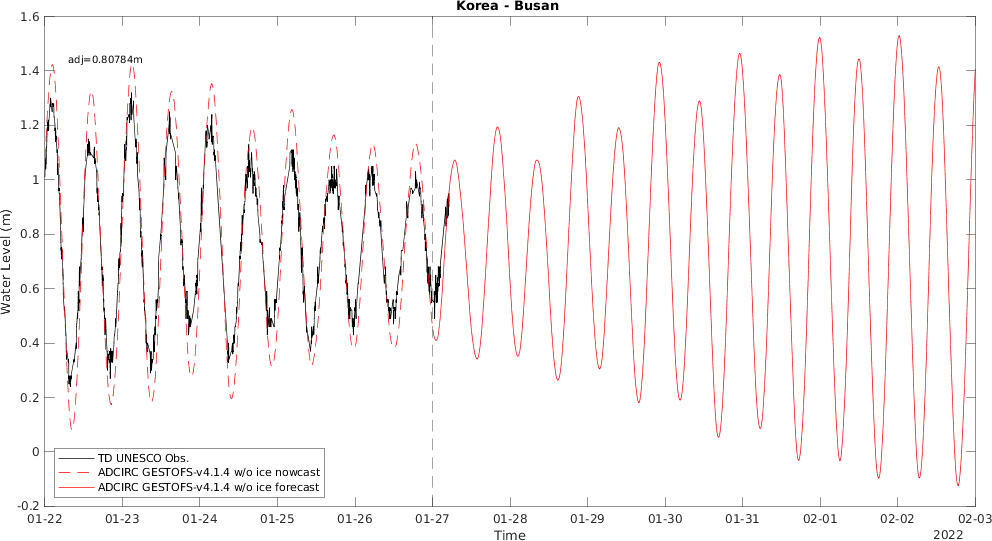 Korea - Busan
1.6
1.4
1.2
1
0.8
0.6
0.4
0.2
0
-0.2
Water Level (m)
adj=0.80784m
TD UNESCO Obs.
ADCIRC GESTOFS-v4.1.4 w/o ice nowcast
ADCIRC GESTOFS-v4.1.4 w/o ice forecast
01-22 01-23 01-24 01-25 01-26 01-27 01-28 01-29 01-30 01-31 02-01 02-02 02-03
Time
2022